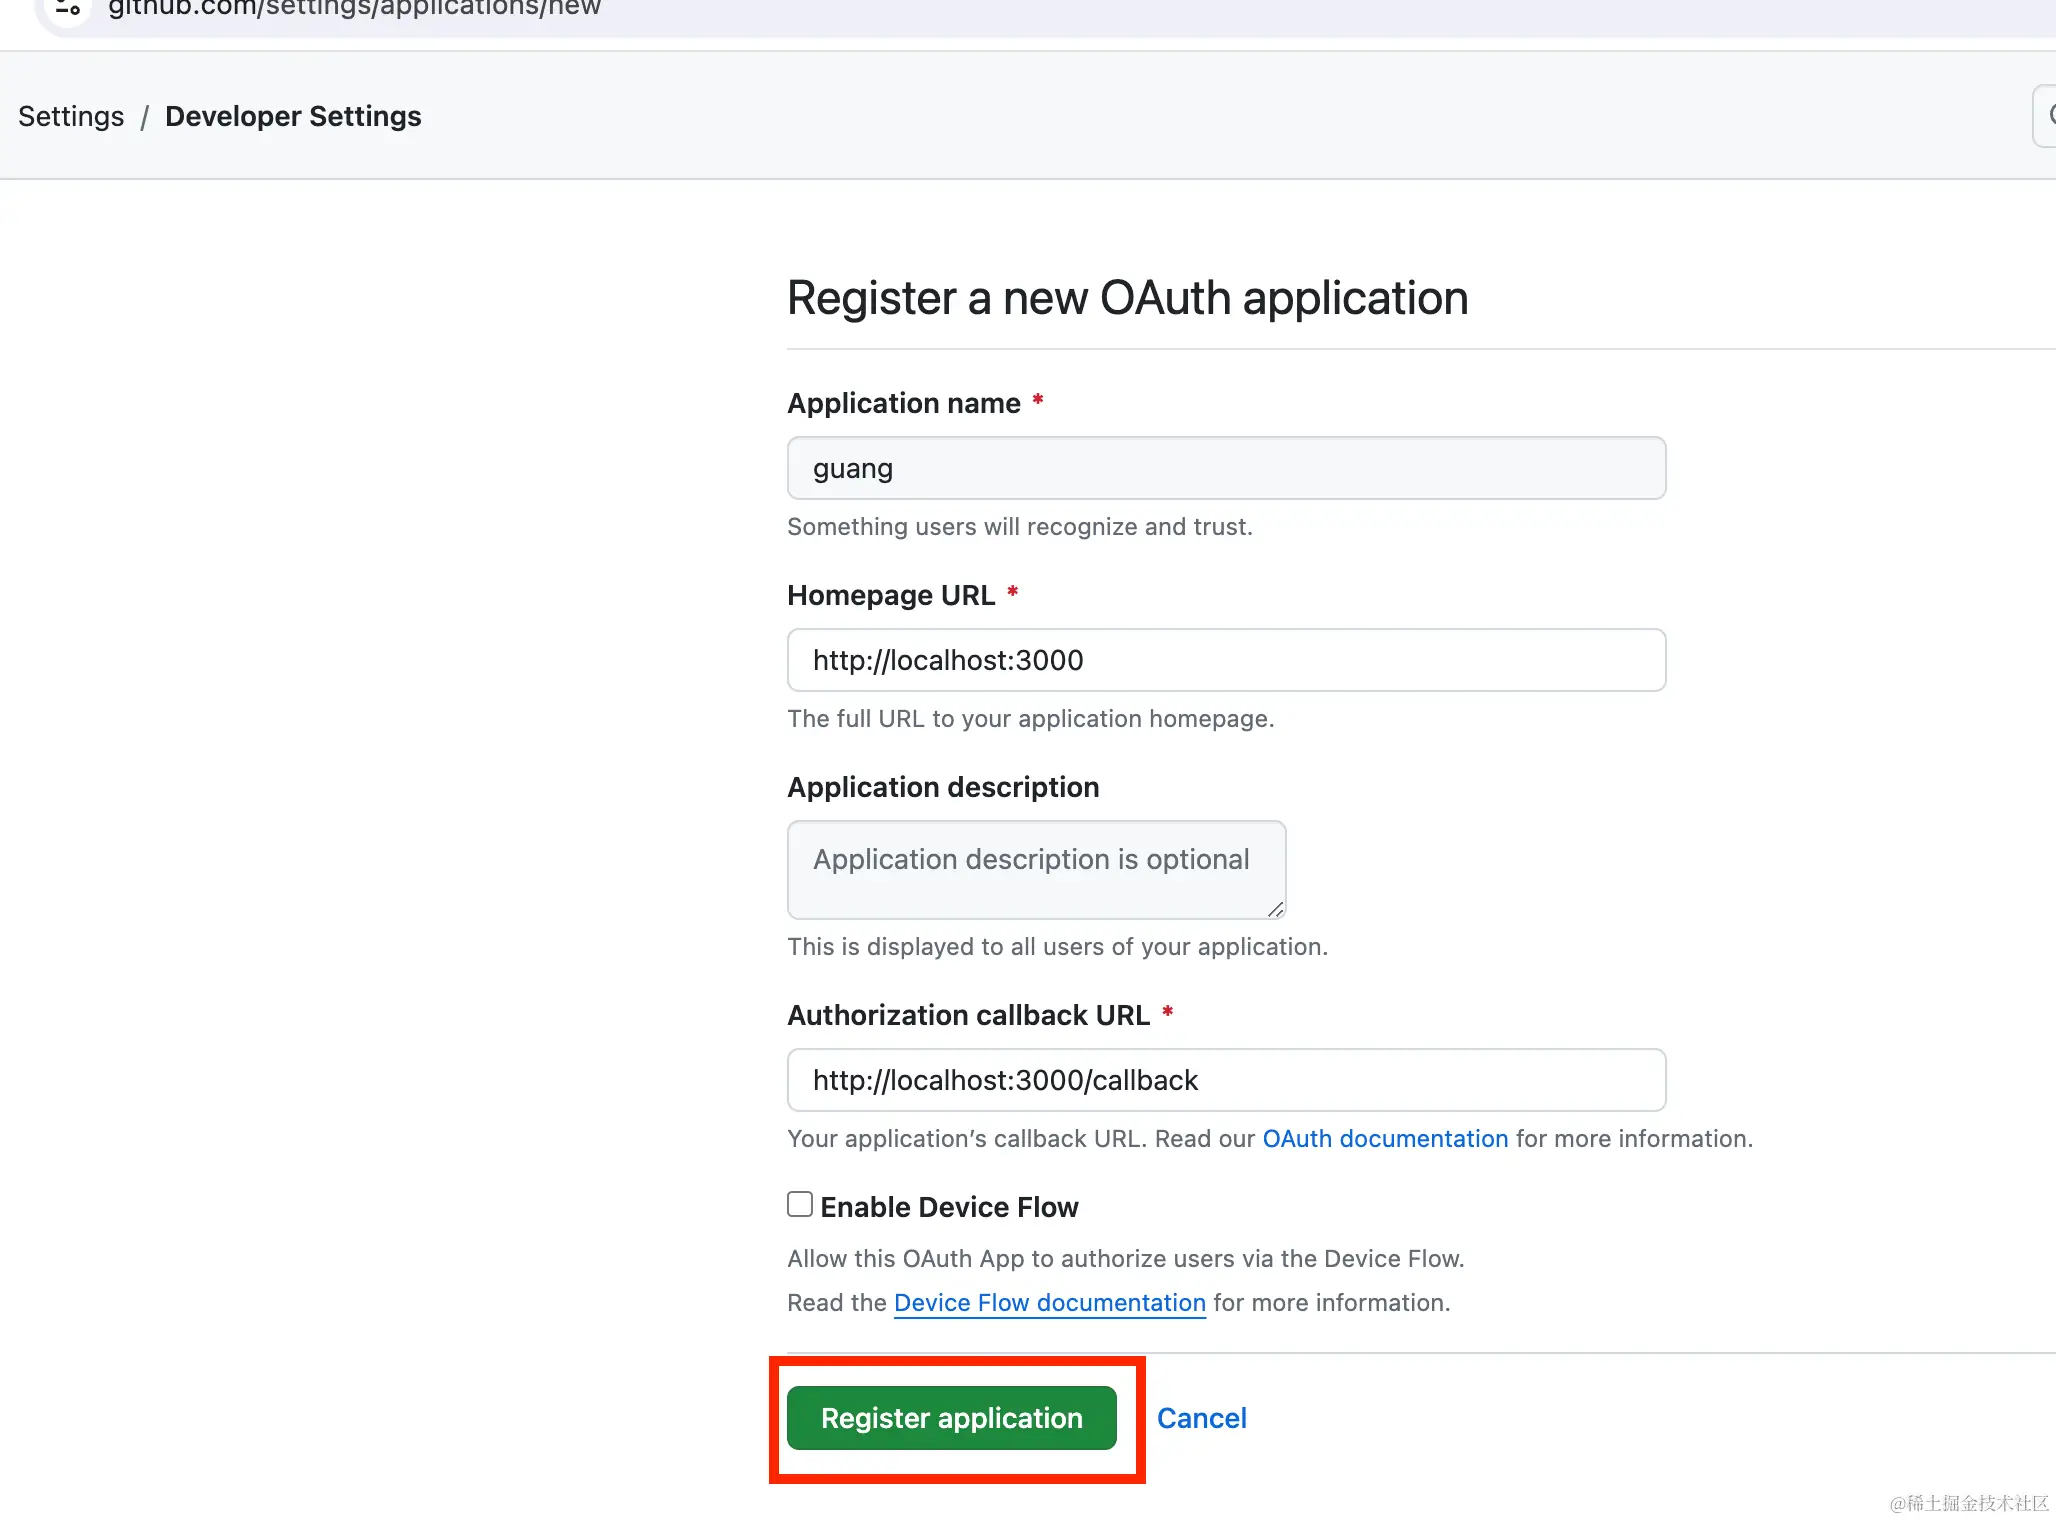 github.com/settings/applications/new
Settings / Developer Settings
Register a new OAuth application
Application name *
guang
Something users will recognize and trust.
Homepage URL *
http://localhost:3000
The full URL to your application homepage.
Application description
Application description is optional
This is displayed to all users of your application.
Authorization callback URL *
http://localhost:3000/callback
Your application’s callback URL. Read our OAuth documentation for more information.
Enable Device Flow
Allow this OAuth App to authorize users via the Device Flow.
Read the Device Flow documentation for more information.
Register application Cancel
@稀土掘金技术社区